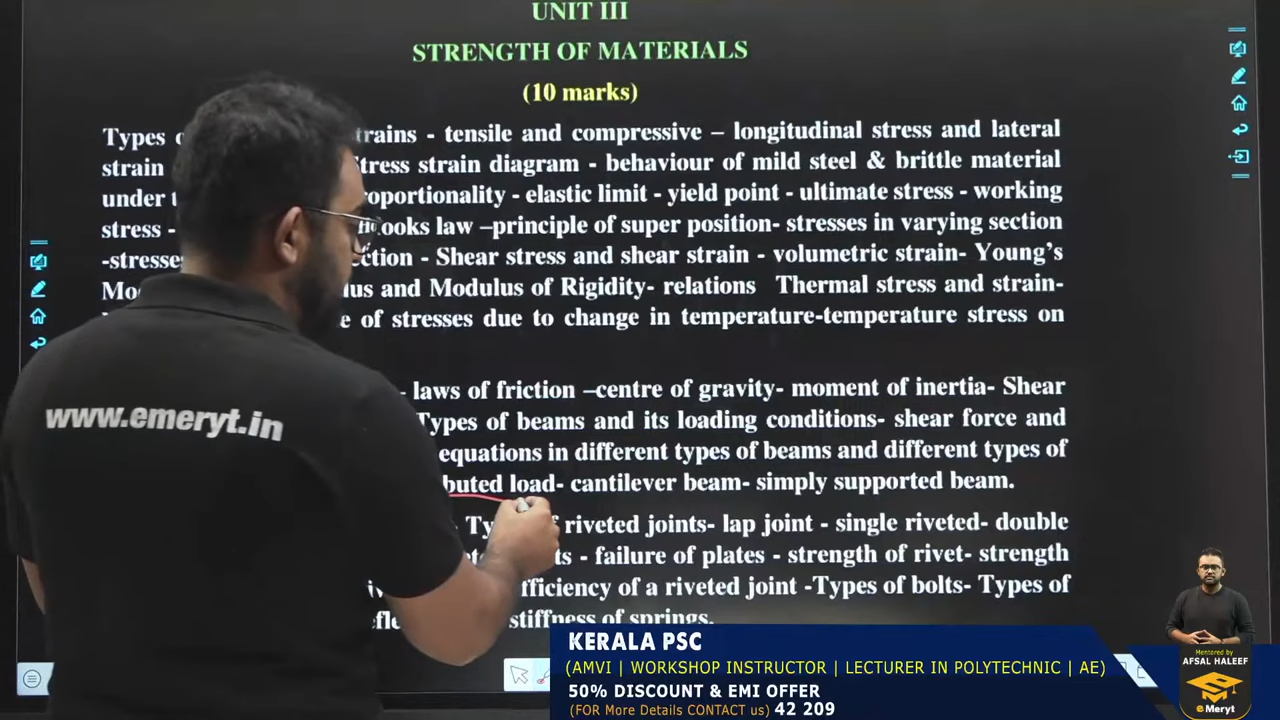 UNIT III
STRENGTH OF MATERIALS
(10 marks)
Types trains - tensile and compressive – longitudinal stress and lateral
strain Stress strain diagram - behaviour of mild steel & brittle material
under roportionality - elastic limit - yield point - ultimate stress - working
stress - Hooks law –principle of super position- stresses in varying section
-stresses ction - Shear stress and shear strain - volumetric strain- Young’s
lus and Modulus of Rigidity- relations Thermal stress and strain-
e of stresses due to change in temperature-temperature stress on
- laws of friction –centre of gravity- moment of inertia- Shear
Types of beams and its loading conditions- shear force and
equations in different types of beams and different types of
buted load- cantilever beam- simply supported beam.
- riveted joints- lap joint - single riveted- double
ts - failure of plates - strength of rivet- strength
fficiency of a riveted joint -Types of bolts- Types of
stiffness of springs.
www.emeryt.in
KERALA PSC
(AMVI | WORKSHOP INSTRUCTOR | LECTURER IN POLYTECHNIC | AE)
50% DISCOUNT & EMI OFFER
(FOR More Details CONTACT us) 42 209
Mentored by
AFSAL HALEEF
eMeryt